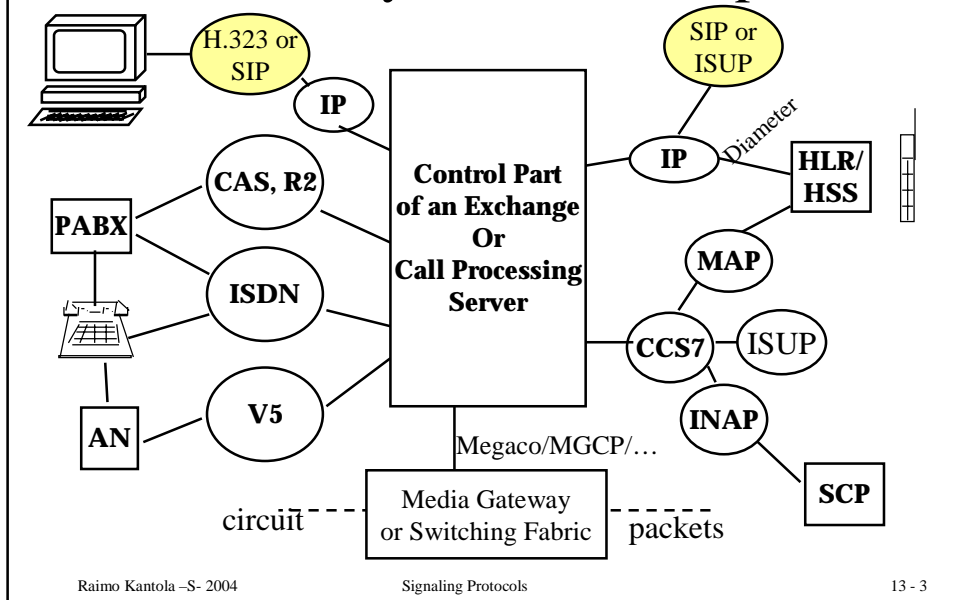 H.323 or
SIP
SIP or
ISUP
IP
IP
Diameter
HLR/
HSS
CAS, R2
Control Part
of an Exchange
Or
Call Processing
Server
PABX
MAP
ISDN
CCS7
ISUP
V5
INAP
AN
Megaco/MGCP/…
SCP
Media Gateway
or Switching Fabric
circuit
packets
Raimo Kantola –S- 2004
Signaling Protocols
13 - 3